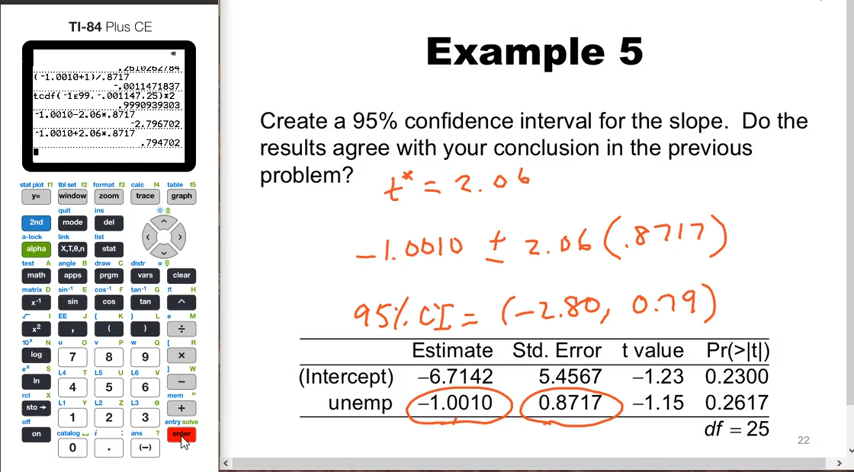 TI-84 Plus CE
.2610262784
(-1.0010+1)/.8717
-.0011471837
tcdf(-1E99,-.001147,25)*2
.9990939303
-1.0010-2.06*.8717
-2.796702
-1.0010+2.06*.8717
.794702
stat plot f1 tbl set f2 format f3 calc f4 table f5
y= window zoom trace graph
quit ins
2nd mode del
a-lock link list
alpha X,T,θ,n stat
test A angle B draw C distr
math apps prgm vars clear
matrix D sin⁻¹ E cos⁻¹ F tan⁻¹ G π H
x⁻¹ sin cos tan ^
√ I EE J { K } L e M
x² , ( ) ÷
10ˣ N u O v P w Q [ R
log 7 8 9 ×
eˣ S L4 T L5 U L6 V ] W
ln 4 5 6 −
rcl X L1 Y L2 Z L3 θ mem "
sto→ 1 2 3 +
off catalog ⎵ i : ans ? entry solve
on 0 . (−) enter
Example 5
Create a 95% confidence interval for the slope. Do the
results agree with your conclusion in the previous
problem?
t* = 2.06
-1.0010 ± 2.06 (.8717)
95% CI = (-2.80, 0.79)
Estimate Std. Error t value Pr(>|t|)
(Intercept) −6.7142 5.4567 −1.23 0.2300
unemp −1.0010 0.8717 −1.15 0.2617
df = 25
22